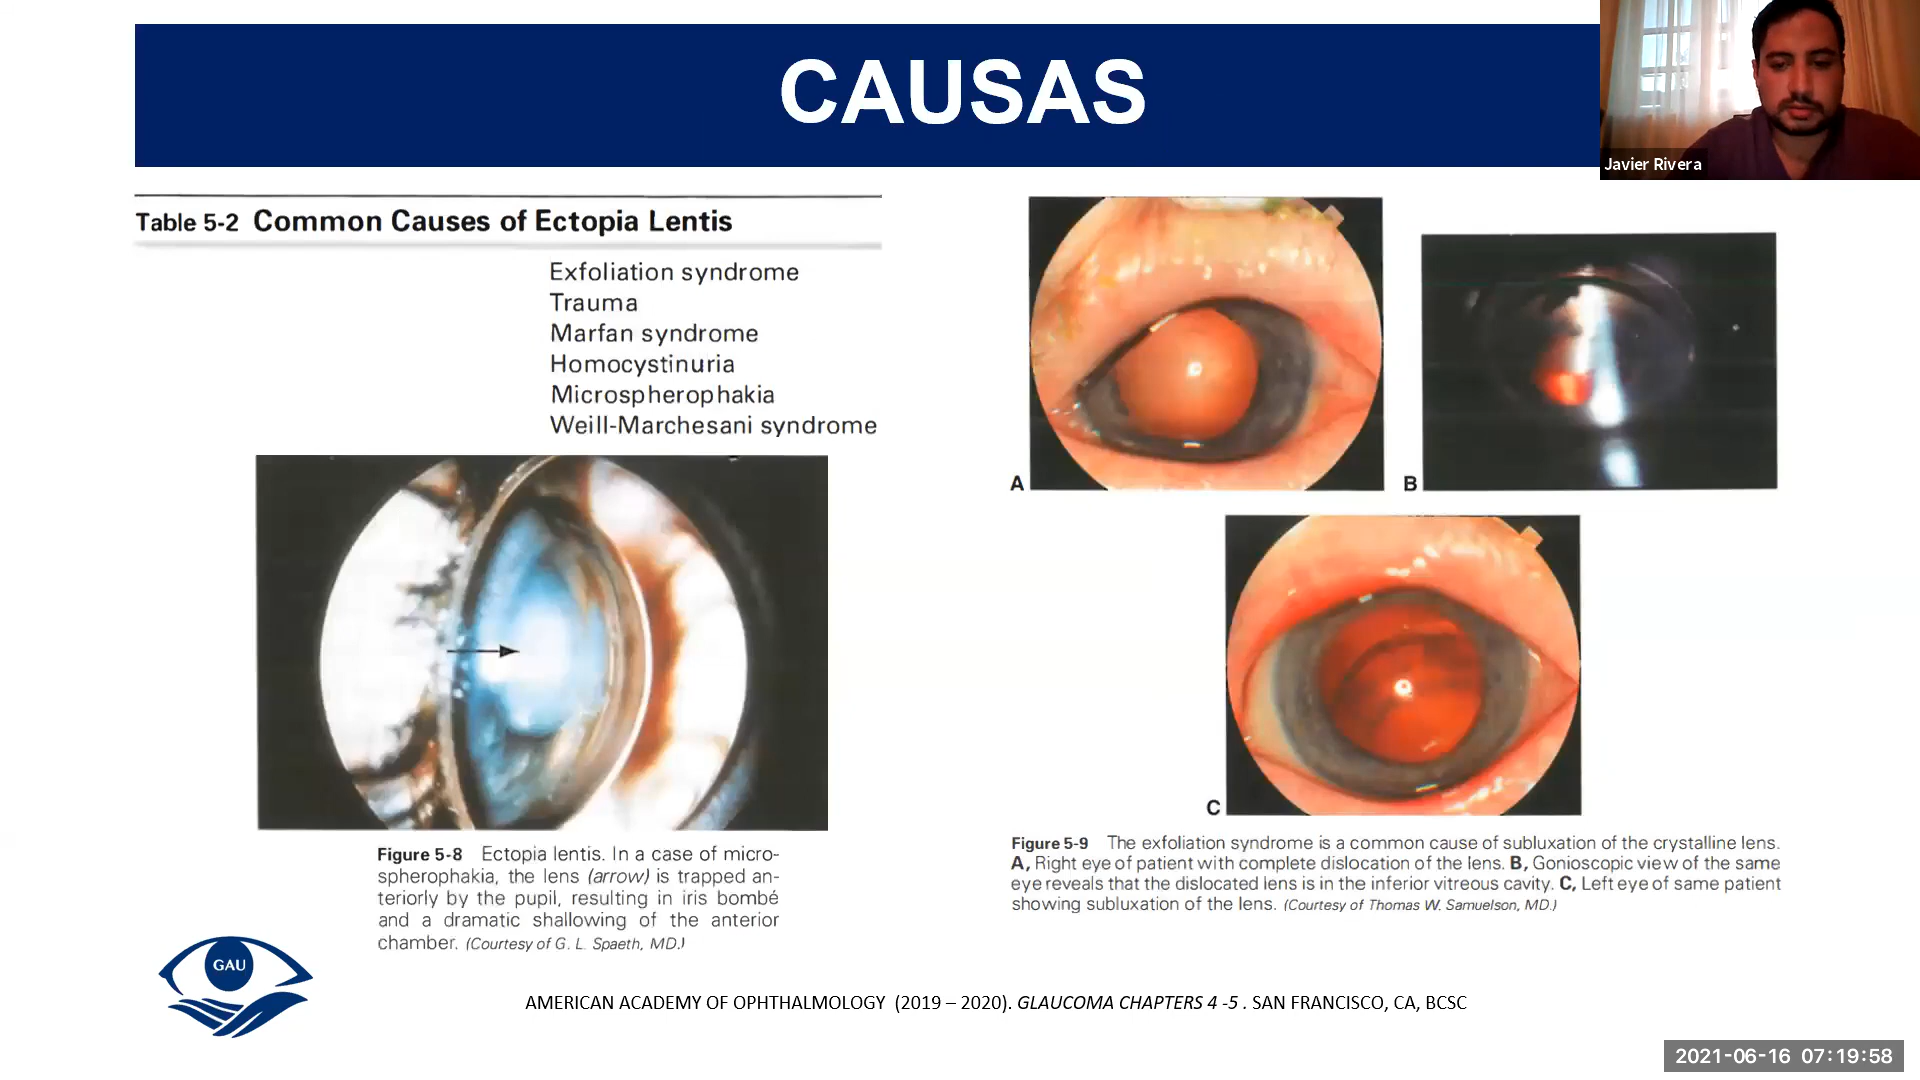 CAUSAS
Javier Rivera
Table 5-2 Common Causes of Ectopia Lentis
Exfoliation syndrome
Trauma
Marfan syndrome
Homocystinuria
Microspherophakia
Weill-Marchesani syndrome
Figure 5-8 Ectopia lentis. In a case of micro-
spherophakia, the lens (arrow) is trapped an-
teriorly by the pupil, resulting in iris bombé
and a dramatic shallowing of the anterior
chamber. (Courtesy of G. L. Spaeth, MD.)
A
B
C
Figure 5-9 The exfoliation syndrome is a common cause of subluxation of the crystalline lens.
A, Right eye of patient with complete dislocation of the lens. B, Gonioscopic view of the same
eye reveals that the dislocated lens is in the inferior vitreous cavity. C, Left eye of same patient
showing subluxation of the lens. (Courtesy of Thomas W. Samuelson, MD.)
GAU
AMERICAN ACADEMY OF OPHTHALMOLOGY (2019 – 2020). GLAUCOMA CHAPTERS 4 -5 . SAN FRANCISCO, CA, BCSC
2021-06-16 07:19:58